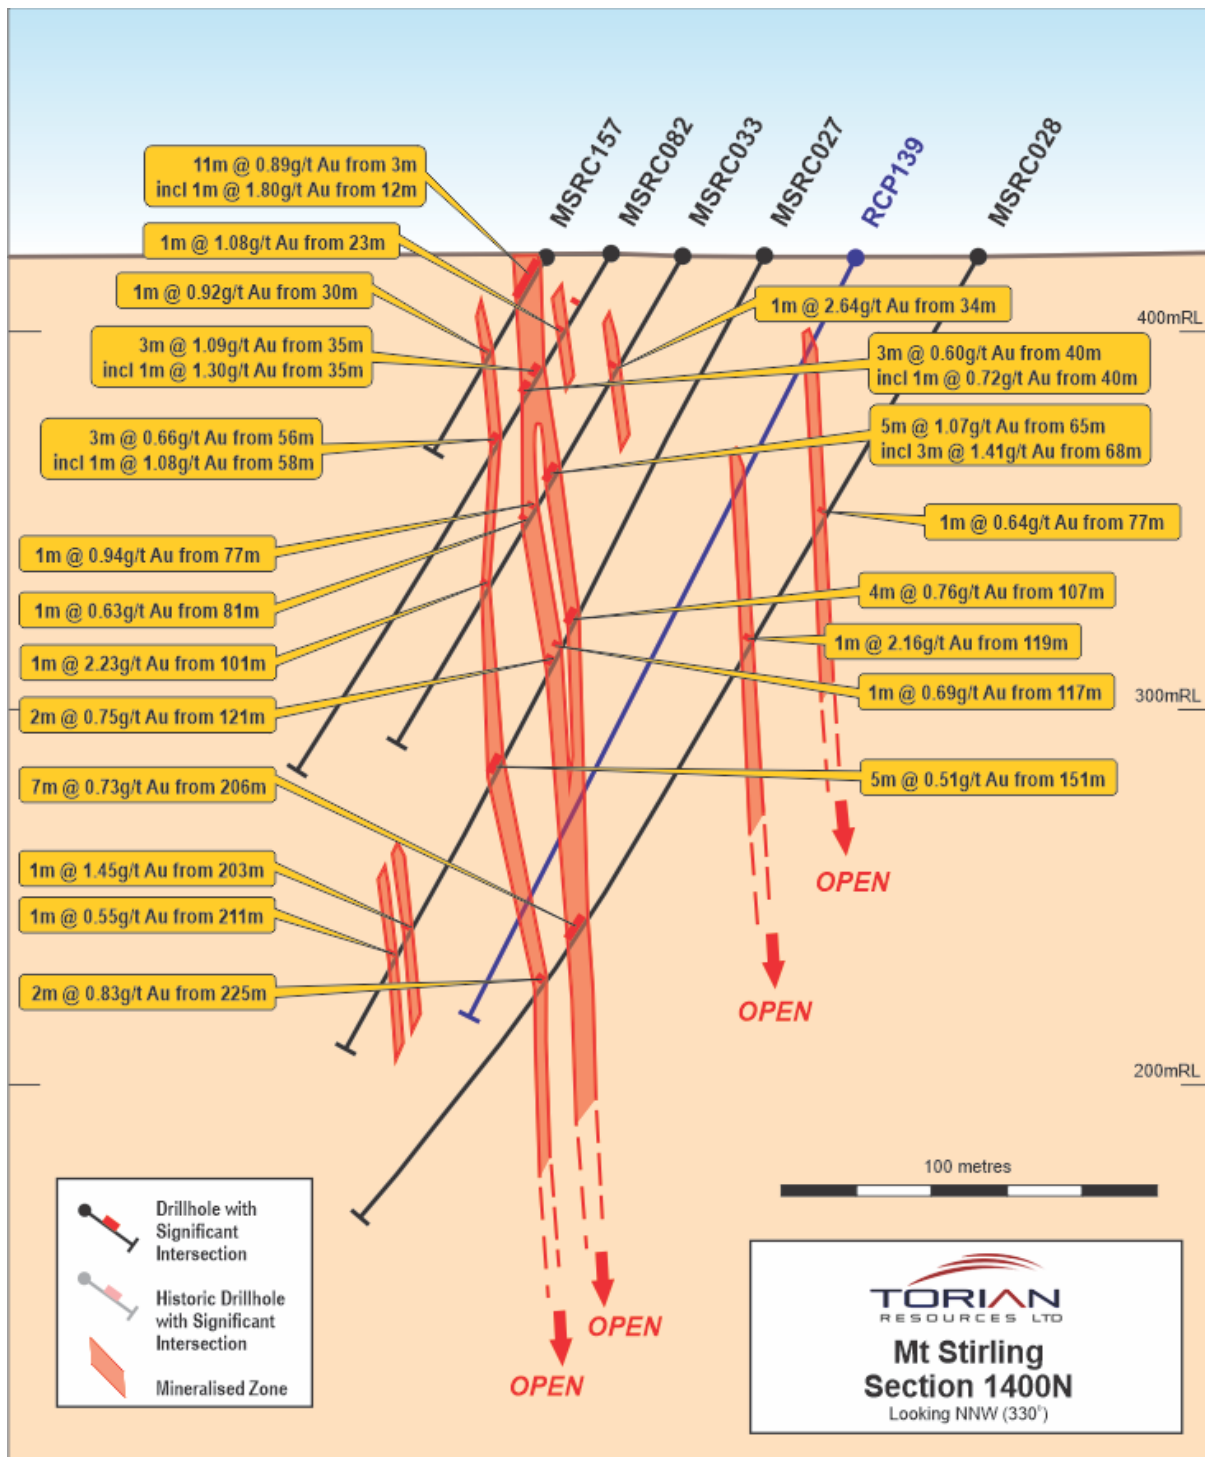 MSRC157
MSRC082
MSRC033
MSRC027
RCP139
MSRC028
11m @ 0.89g/t Au from 3m
incl 1m @ 1.80g/t Au from 12m
1m @ 1.08g/t Au from 23m
1m @ 0.92g/t Au from 30m
3m @ 1.09g/t Au from 35m
incl 1m @ 1.30g/t Au from 35m
3m @ 0.66g/t Au from 56m
incl 1m @ 1.08g/t Au from 58m
1m @ 0.94g/t Au from 77m
1m @ 0.63g/t Au from 81m
1m @ 2.23g/t Au from 101m
2m @ 0.75g/t Au from 121m
7m @ 0.73g/t Au from 206m
1m @ 1.45g/t Au from 203m
1m @ 0.55g/t Au from 211m
2m @ 0.83g/t Au from 225m
1m @ 2.64g/t Au from 34m
400mRL
3m @ 0.60g/t Au from 40m
incl 1m @ 0.72g/t Au from 40m
5m @ 1.07g/t Au from 65m
incl 3m @ 1.41g/t Au from 68m
1m @ 0.64g/t Au from 77m
4m @ 0.76g/t Au from 107m
1m @ 2.16g/t Au from 119m
1m @ 0.69g/t Au from 117m
300mRL
5m @ 0.51g/t Au from 151m
OPEN
OPEN
200mRL
OPEN
OPEN
100 metres
Drillhole with
Significant
Intersection
Historic Drillhole
with Significant
Intersection
Mineralised Zone
TORIAN
RESOURCES LTD
Mt Stirling
Section 1400N
Looking NNW (330°)